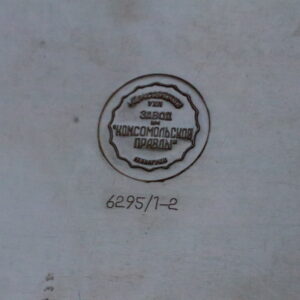 ЗАВОД
ИМ
"КОМСОМОЛЬСКОЙ
ПРАВДЫ"
ЛЕНИНГРАД
6295/1-2